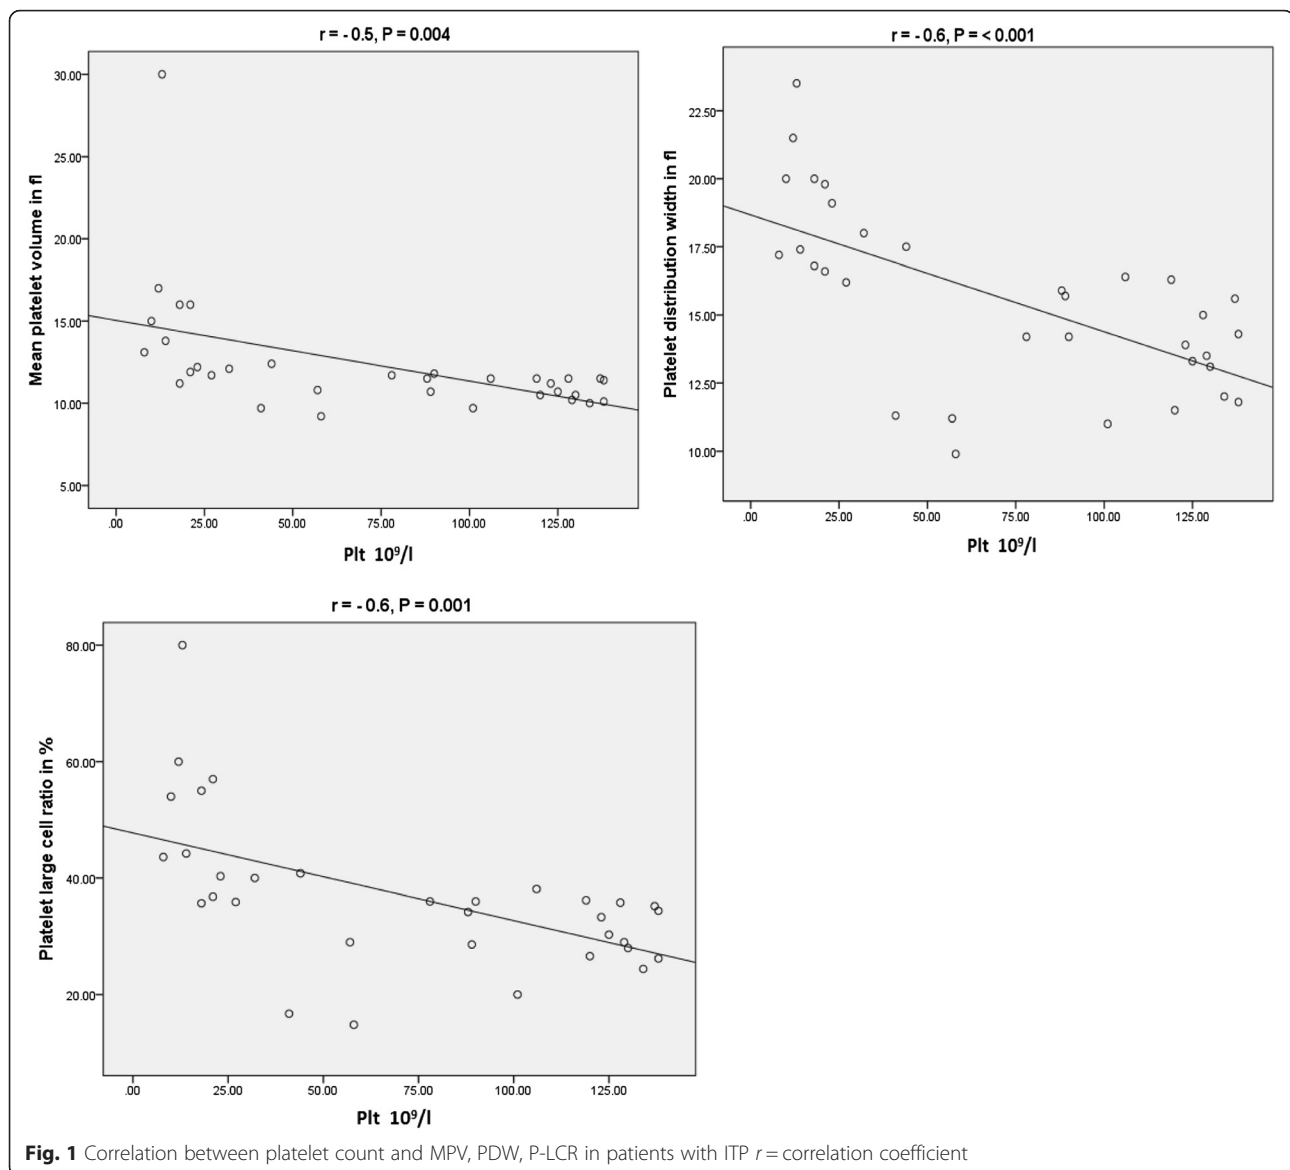 r = - 0.5, P = 0.004
30.00
25.00
20.00
15.00
10.00
5.00
Mean platelet volume in fl
.00 25.00 50.00 75.00 100.00 125.00
Plt 10⁹/l
r = - 0.6, P = < 0.001
22.50
20.00
17.50
15.00
12.50
10.00
Platelet distribution width in fl
.00 25.00 50.00 75.00 100.00 125.00
Plt 10⁹/l
r = - 0.6, P = 0.001
80.00
60.00
40.00
20.00
Platelet large cell ratio in %
.00 25.00 50.00 75.00 100.00 125.00
Plt 10⁹/l
Fig. 1 Correlation between platelet count and MPV, PDW, P-LCR in patients with ITP r = correlation coefficient